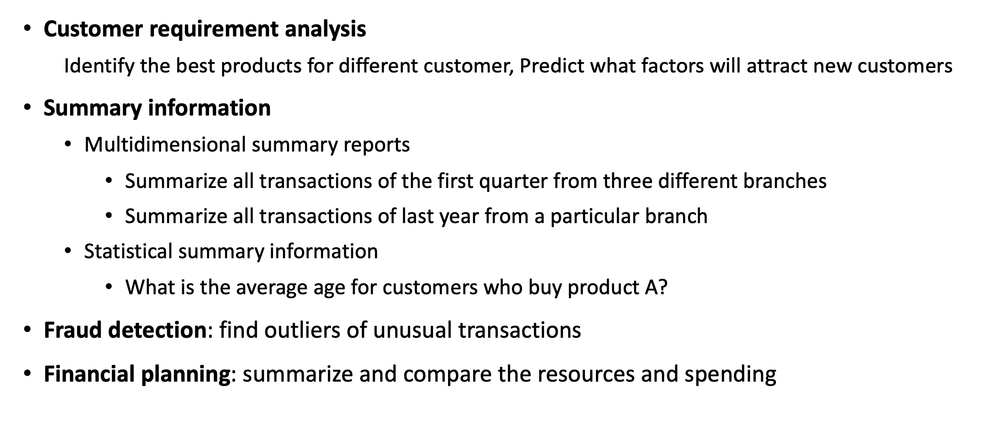 • Customer requirement analysis
Identify the best products for different customer, Predict what factors will attract new customers
• Summary information
• Multidimensional summary reports
• Summarize all transactions of the first quarter from three different branches
• Summarize all transactions of last year from a particular branch
• Statistical summary information
• What is the average age for customers who buy product A?
• Fraud detection: find outliers of unusual transactions
• Financial planning: summarize and compare the resources and spending